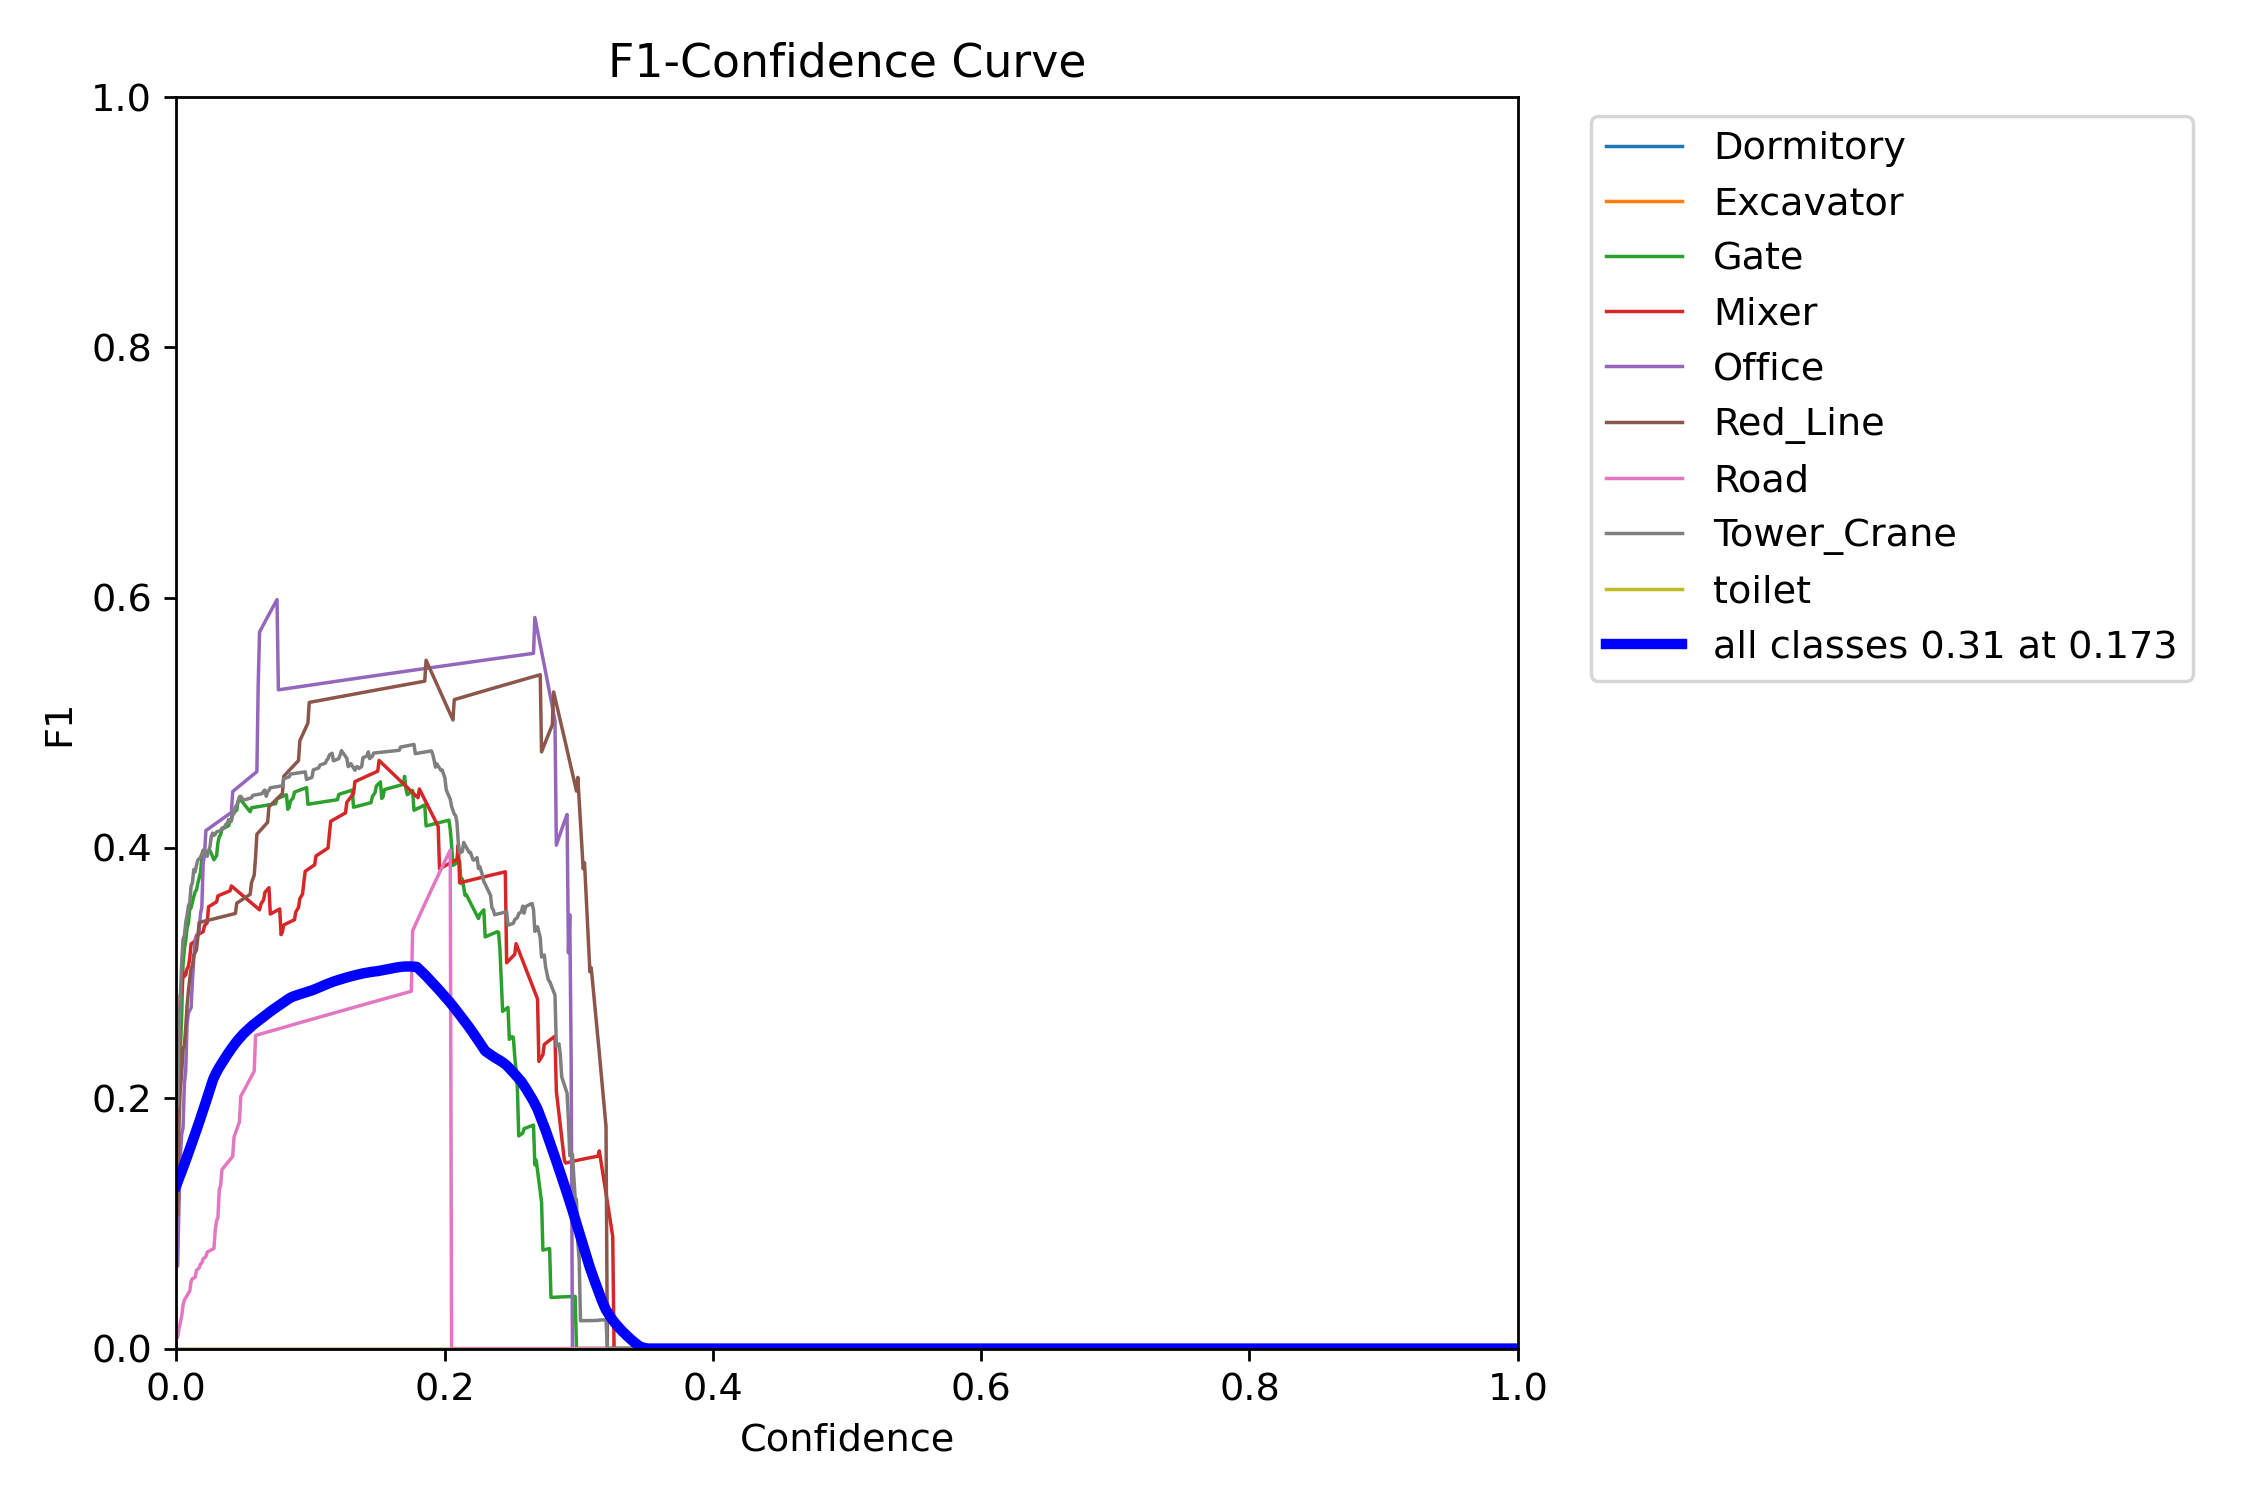 F1-Confidence Curve
1.0
0.8
0.6
0.4
0.2
0.0
F1
0.0
0.2
0.4
0.6
0.8
1.0
Confidence
Dormitory
Excavator
Gate
Mixer
Office
Red_Line
Road
Tower_Crane
toilet
all classes 0.31 at 0.173